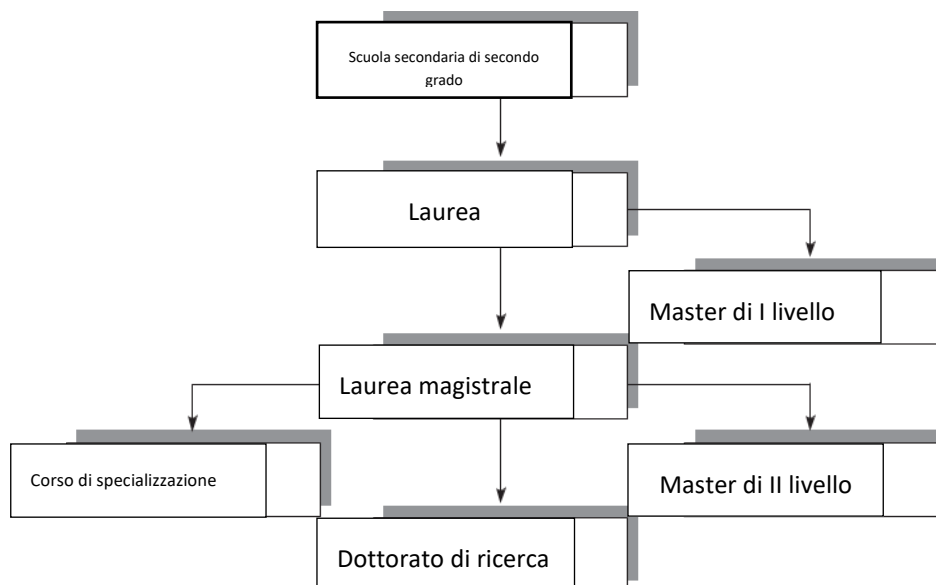 Scuola secondaria di secondo
grado
Laurea
Master di I livello
Laurea magistrale
Corso di specializzazione
Master di II livello
Dottorato di ricerca